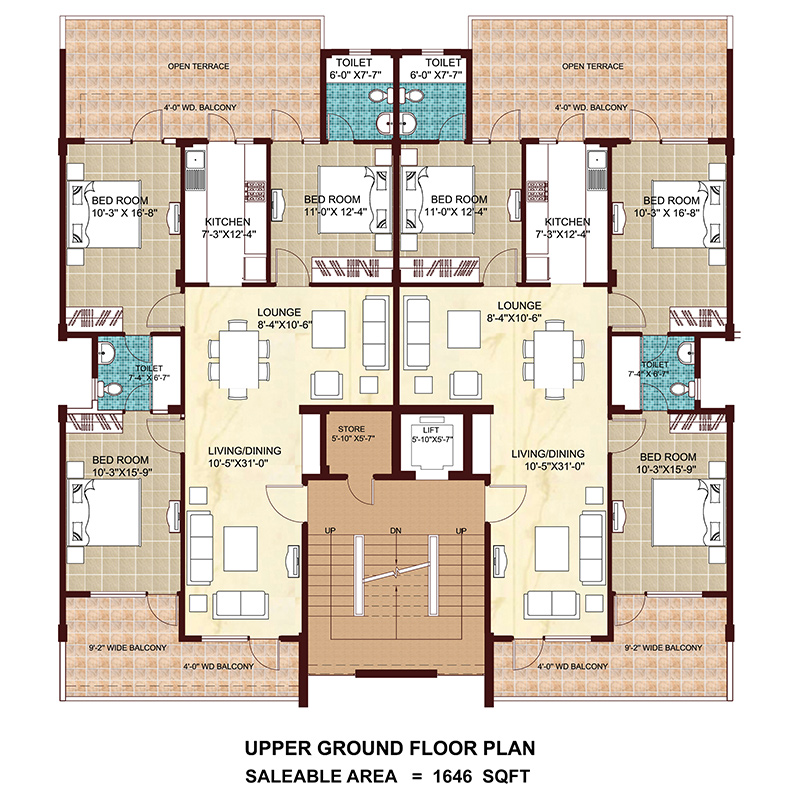 TOILET
6'-0" X7'-7"
TOILET
6'-0" X7'-7"
OPEN TERRACE
OPEN TERRACE
4'-0" WD. BALCONY
4'-0" WD. BALCONY
BED ROOM
10'-3" X 16'-8"
KITCHEN
7'-3"X12'-4"
BED ROOM
11'-0" X 12'-4"
BED ROOM
11'-0" X 12'-4"
KITCHEN
7'-3"X12'-4"
BED ROOM
10'-3" X 16'-8"
LOUNGE
8'-4"X10'-6"
LOUNGE
8'-4"X10'-6"
TOILET
7'-4" X 6'-7"
TOILET
7'-4" X 6'-7"
STORE
5'-10" X5'-7"
LIFT
5'-10"X5'-7"
BED ROOM
10'-3"X15'-9"
LIVING/DINING
10'-5"X31'-0"
LIVING/DINING
10'-5"X31'-0"
BED ROOM
10'-3"X15'-9"
UP
DN
UP
9'-2" WIDE BALCONY
4'-0" WD BALCONY
4'-0" WD BALCONY
9'-2" WIDE BALCONY
UPPER GROUND FLOOR PLAN
SALEABLE AREA = 1646 SQFT